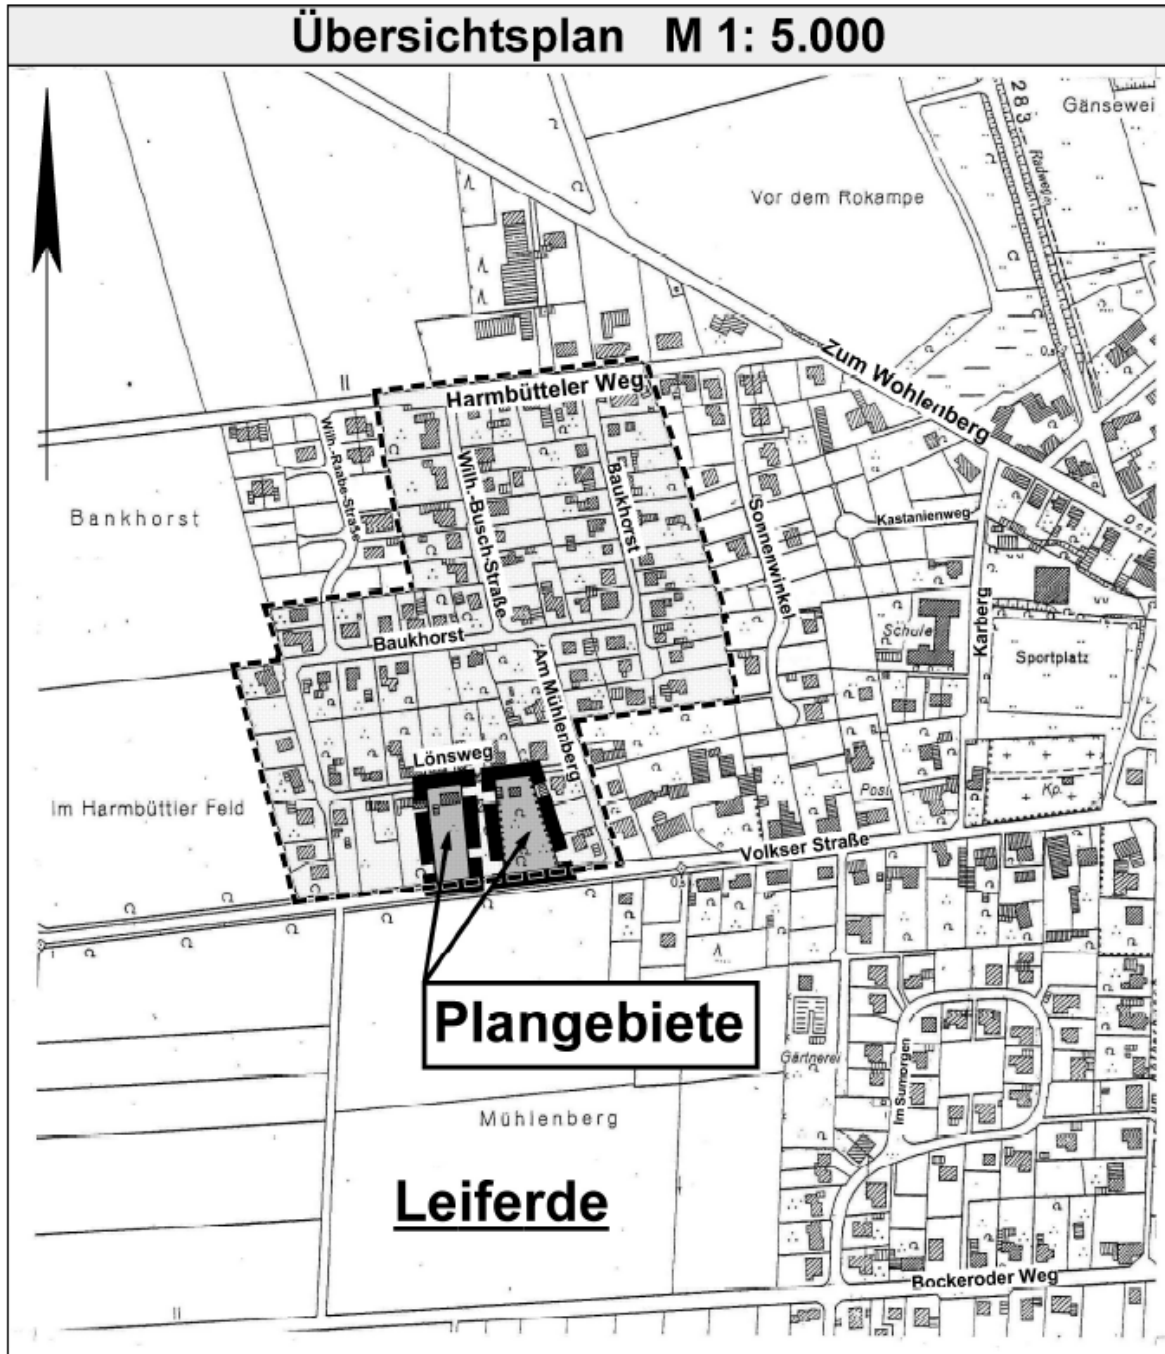 Übersichtsplan M 1: 5.000
283
Gänsewei
Radweg
Vor dem Rokampe
Zum Wohlenberg
Harmbütteler Weg
Wilh.-Raabe-Straße
Wilh.-Busch-Straße
Baukhorst
Sonnenwinkel
Kastanienweg
Bankhorst
Karberg
Schule
Sportplatz
Baukhorst
Am Mühlenberg
Lönsweg
Im Harmbüttler Feld
Post
Kp.
Volkser Straße
Plangebiete
Gärtnerei
Im Sumorgen
Mühlenberg
Leiferde
Bockeroder Weg